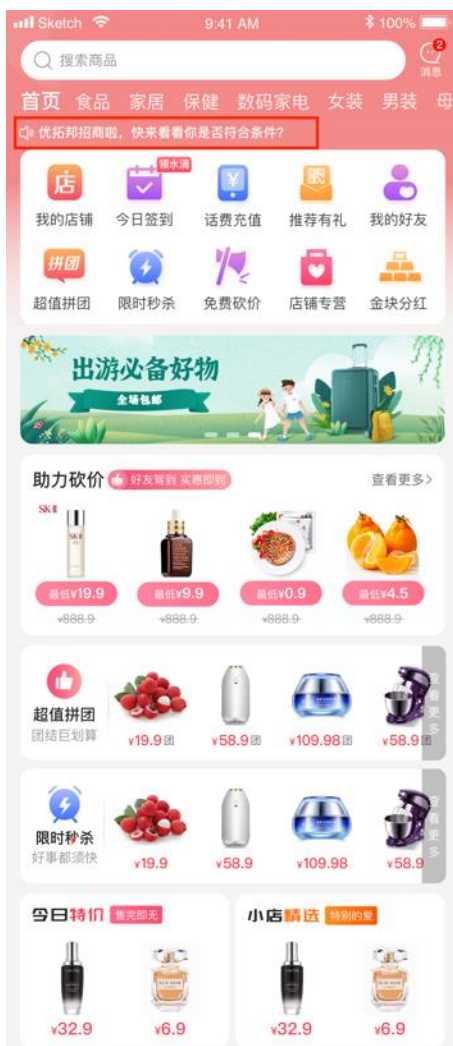 Sketch 9:41 AM 100%
搜索商品
2
消息
首页 食品 家居 保健 数码家电 女装 男装 母
优拓邦招商啦，快来看看你是否符合条件？
领水滴
店 ¥
我的店铺 今日签到 话费充值 推荐有礼 我的好友
拼团
超值拼团 限时秒杀 免费砍价 店铺专营 金块分红
出游必备好物
全场包邮
助力砍价 好友驾到 实惠即到 查看更多>
SKII
最低¥19.9 最低¥9.9 最低¥0.9 最低¥4.5
¥888.9 ¥888.9 ¥888.9 ¥888.9
超值拼团
团结巨划算
¥19.9团 ¥58.9团 ¥109.98团 ¥58.9团
查看更多
限时秒杀
好事都须快
¥19.9 ¥58.9 ¥109.98 ¥58.9
查看更多
今日特价 售完即无 小店精选 特别的爱
¥32.9 ¥6.9 ¥32.9 ¥6.9